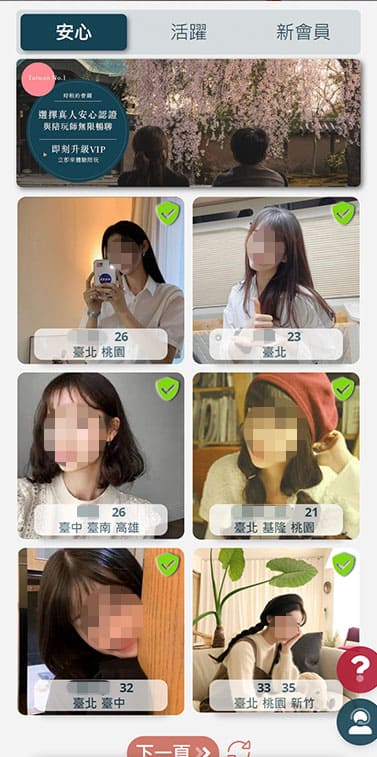 安心 活躍 新會員
Taiwan No.1
時租約會網
選擇真人安心認證
與陪玩師無限暢聊
即刻升級VIP
立即來體驗陪玩
26
臺北 桃園
23
臺北
26
臺中 臺南 高雄
21
臺北 基隆 桃園
32
臺北 臺中
33 35
臺北 桃園 新竹
?
下一頁 >>